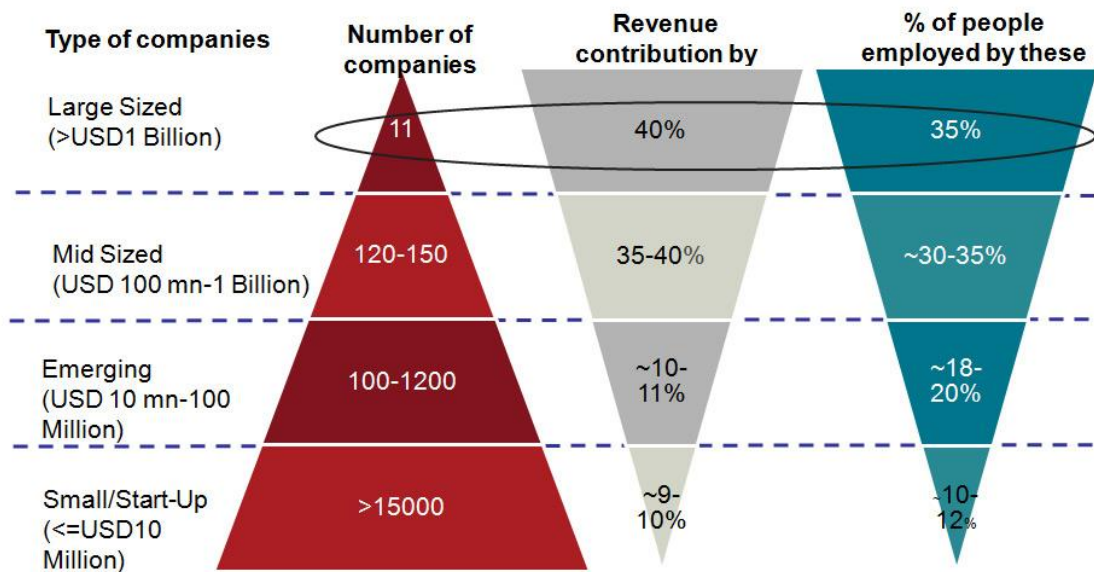 Type of companies
Number of
companies
Revenue
contribution by
% of people
employed by these
Large Sized
(>USD1 Billion)
11
40%
35%
Mid Sized
(USD 100 mn-1 Billion)
120-150
35-40%
~30-35%
Emerging
(USD 10 mn-100
Million)
100-1200
~10-
11%
~18-
20%
Small/Start-Up
(<=USD10
Million)
>15000
~9-
10%
~10-
12%